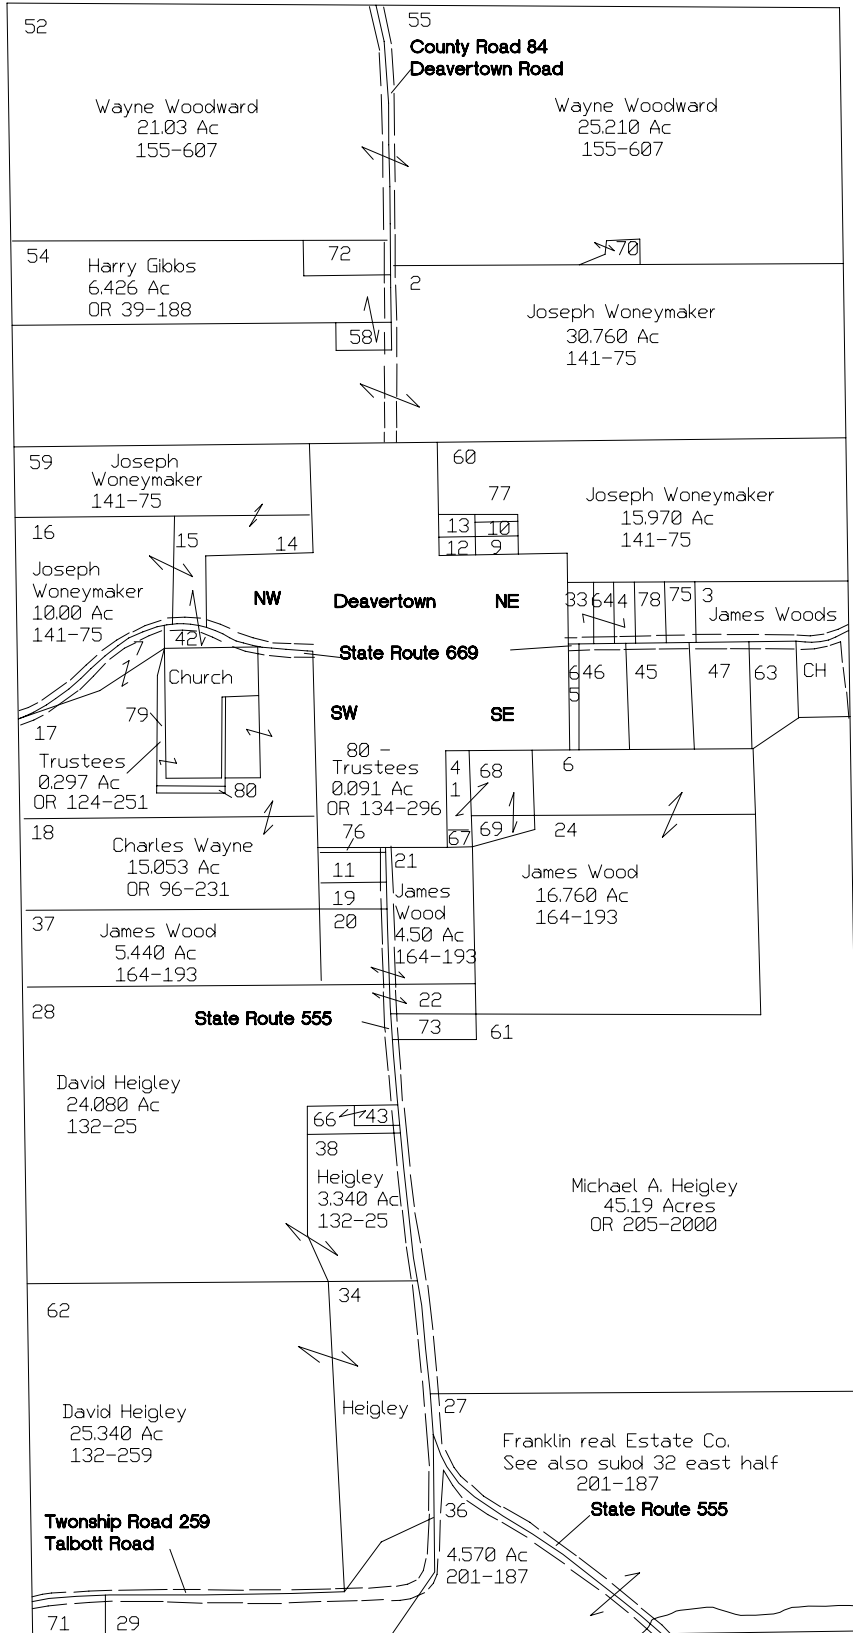 52
55
County Road 84
Deavertown Road
Wayne Woodward
21.03 Ac
155-607
Wayne Woodward
25.210 Ac
155-607
54
Harry Gibbs
6.426 Ac
OR 39-188
72
70
2
58
Joseph Woneymaker
30.760 Ac
141-75
59
Joseph
Woneymaker
141-75
60
77
Joseph Woneymaker
15.970 Ac
141-75
13
10
12
9
16
15
14
Joseph
Woneymaker
10.00 Ac
141-75
NW
Deavertown
NE
33
64
4
78
75
3
James Woods
42
State Route 669
Church
6
5
46
45
47
63
CH
17
79
Trustees
0.297 Ac
OR 124-251
80
SW
SE
80 -
Trustees
0.091 Ac
OR 134-296
4
1
68
6
18
Charles Wayne
15.053 Ac
OR 96-231
76
67
69
24
11
19
20
21
James
Wood
4.50 Ac
164-193
James Wood
16.760 Ac
164-193
37
James Wood
5.440 Ac
164-193
28
State Route 555
22
73
61
David Heigley
24.080 Ac
132-25
66
43
38
Heigley
3.340 Ac
132-25
Michael A. Heigley
45.19 Acres
OR 205-2000
62
34
David Heigley
25.340 Ac
132-259
Heigley
27
Franklin real Estate Co.
See also subd 32 east half
201-187
State Route 555
Twonship Road 259
Talbott Road
36
4.570 Ac
201-187
71
29